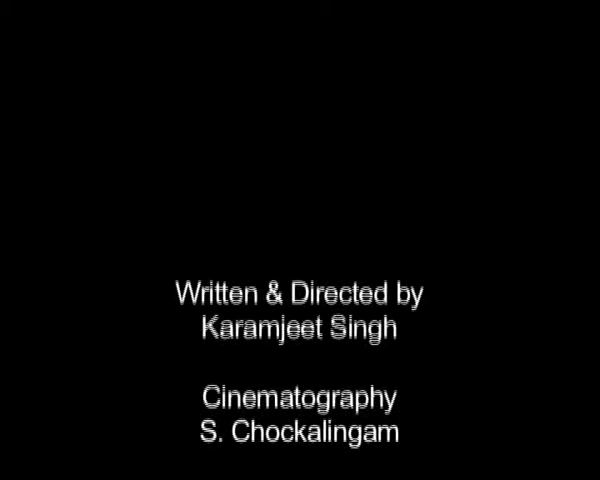 Written & Directed by
Karamjeet Singh
Cinematography
S. Chockalingam